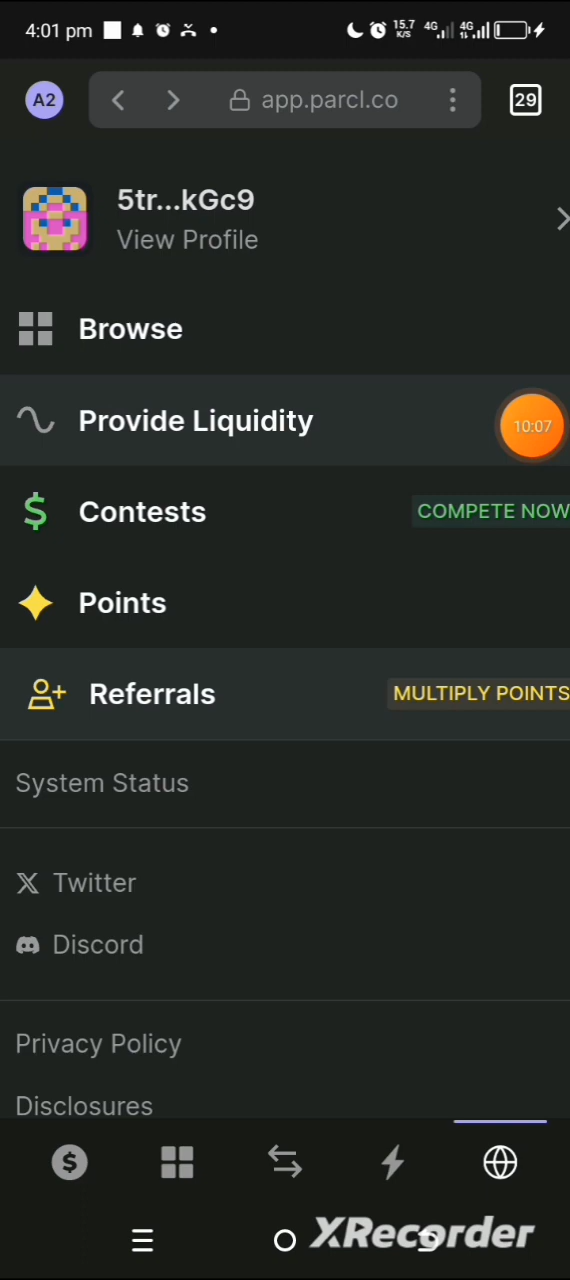 4:01 pm
15.7
K/S
4G
4G
A2
app.parcl.co
29
5tr...kGc9
View Profile
Browse
Provide Liquidity
10:07
Contests
COMPETE NOW
Points
Referrals
MULTIPLY POINTS
System Status
Twitter
Discord
Privacy Policy
Disclosures
XRecorder